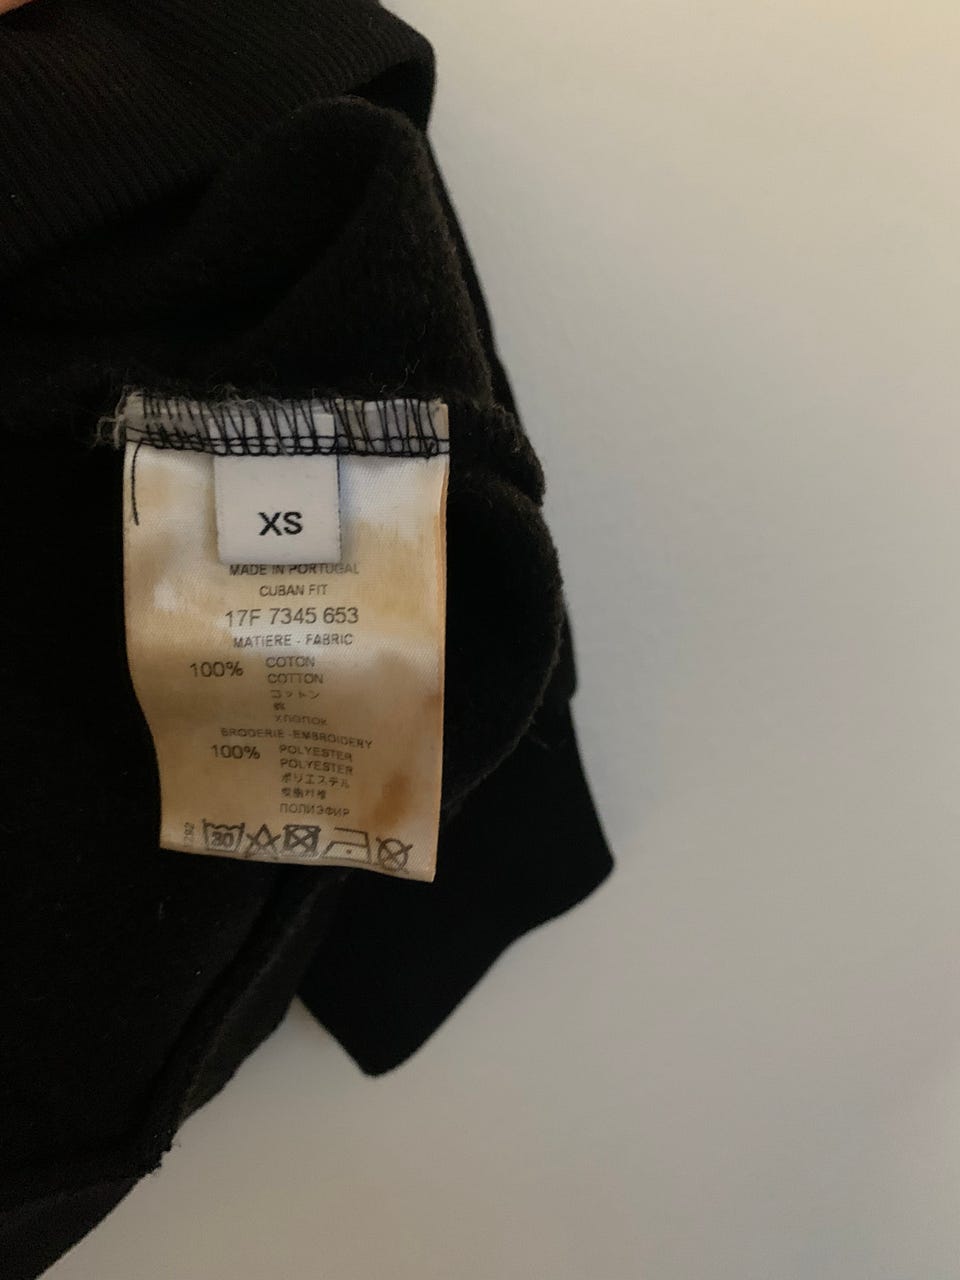 XS
MADE IN PORTUGAL
CUBAN FIT
17F 7345 653
MATIERE - FABRIC
100% COTON
COTTON
コットン
棉
ХЛОПОК
BRODERIE - EMBROIDERY
100% POLYESTER
POLYESTER
ポリエステル
ПОЛИЭФИР
30